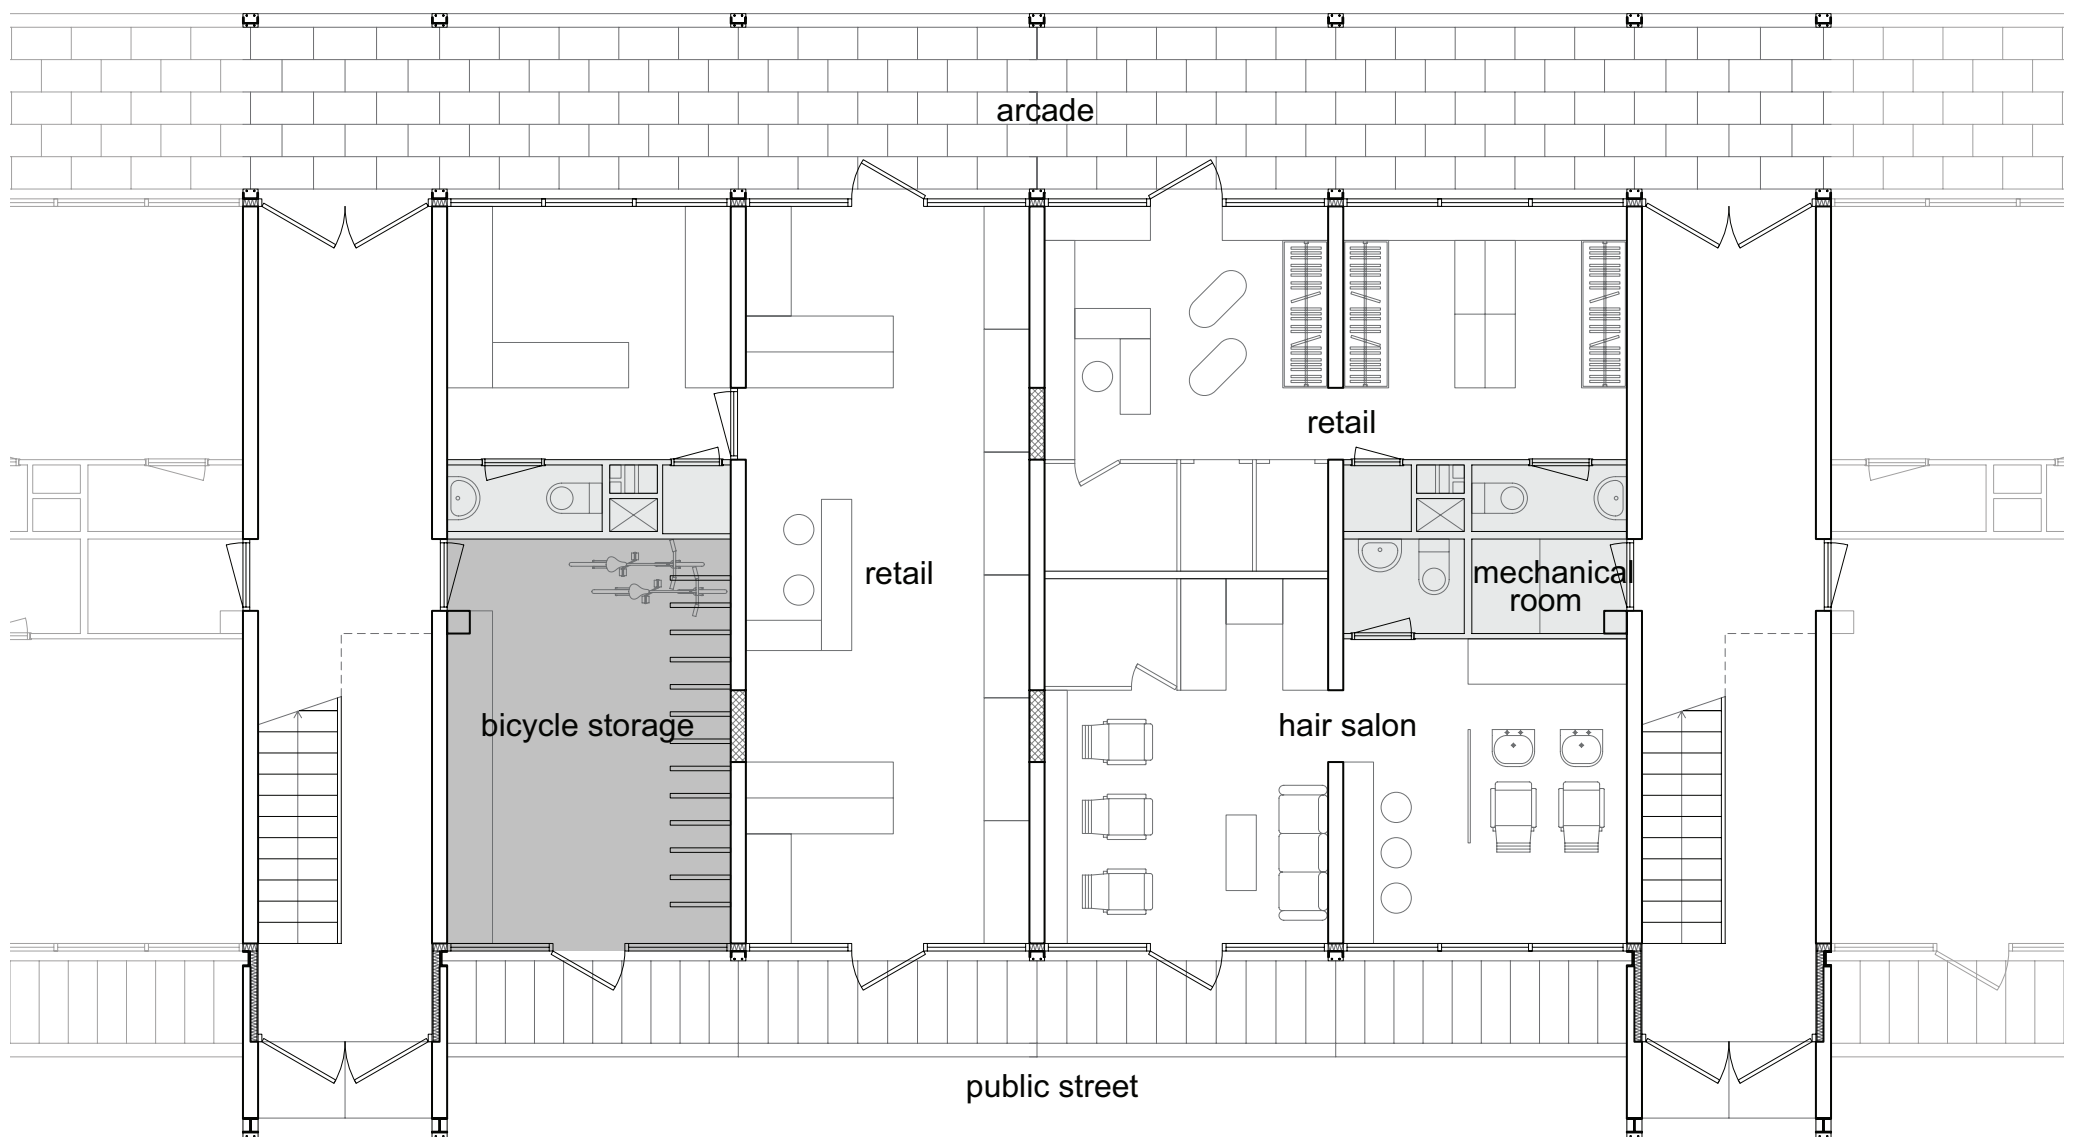 arcade
retail
retail
mechanical
room
bicycle storage
hair salon
public street